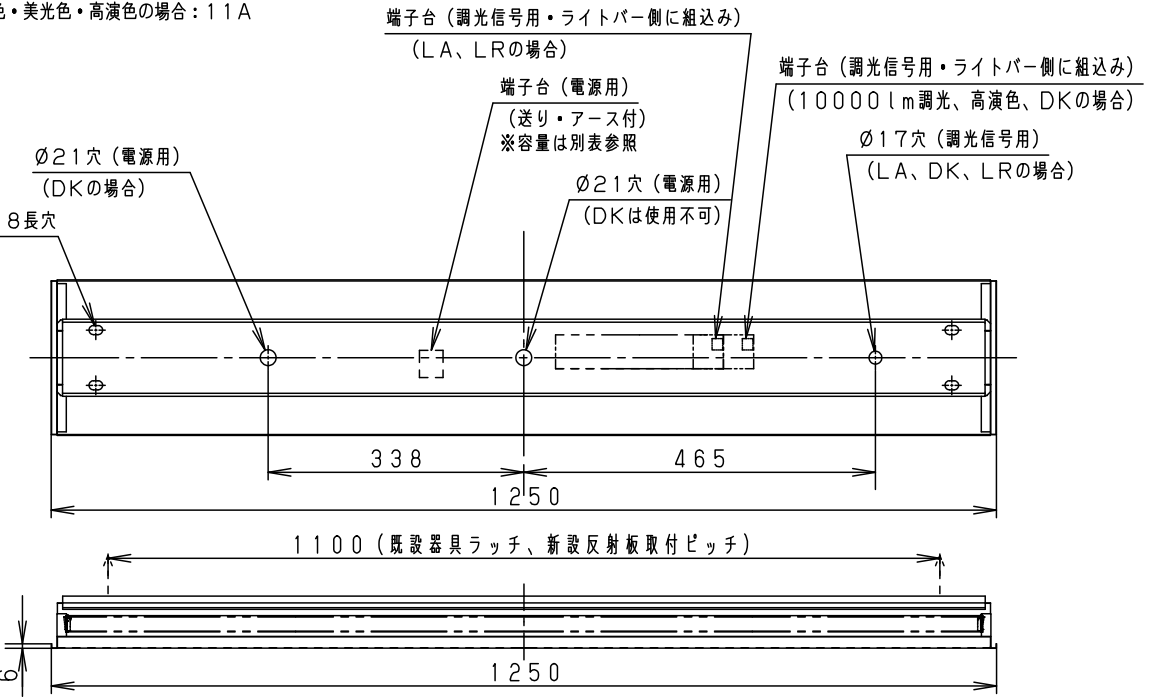 色・美光色・高演色の場合：１１Ａ
端子台（調光信号用・ライトバー側に組込み）
（ＬＡ、ＬＲの場合）
端子台（調光信号用・ライトバー側に組込み）
（１００００ｌｍ調光、高演色、ＤＫの場合）
端子台（電源用）
（送り・アース付）
※容量は別表参照
Ø１７穴（調光信号用）
（ＬＡ、ＤＫ、ＬＲの場合）
Ø２１穴（電源用）
（ＤＫの場合）
Ø２１穴（電源用）
（ＤＫは使用不可）
８長穴
３３８
４６５
１２５０
１１００（既設器具ラッチ、新設反射板取付ピッチ）
６
１２５０